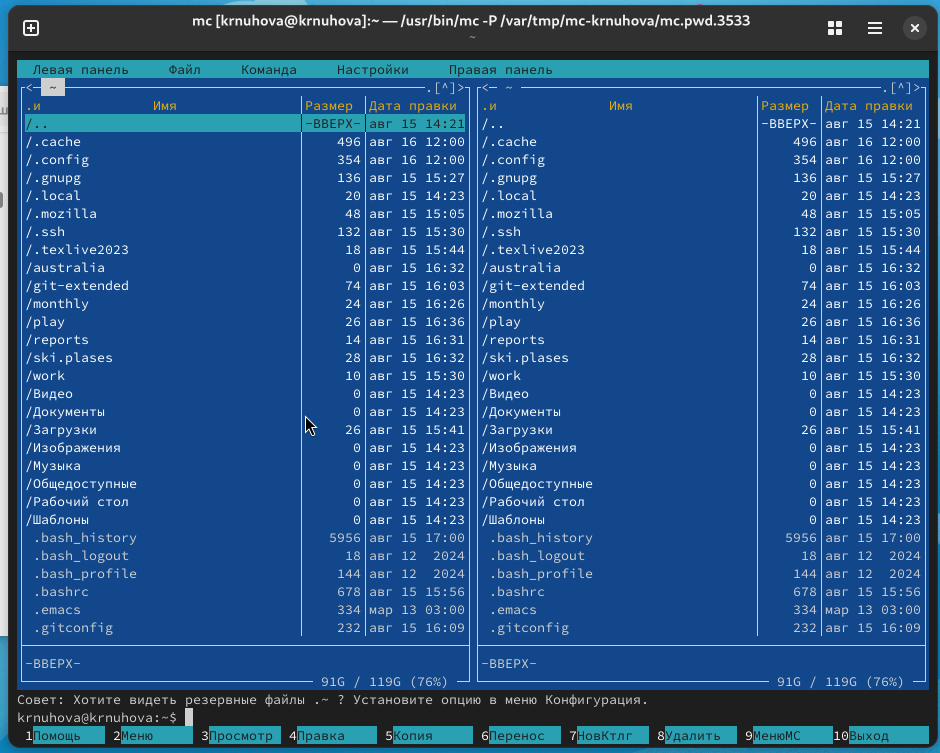 mc [krnuhova@krnuhova]:~ — /usr/bin/mc -P /var/tmp/mc-krnuhova/mc.pwd.3533
~
Левая панель Файл Команда Настройки Правая панель
<─ ~ .[^]> <─ ~ .[^]>
.и Имя Размер Дата правки .и Имя Размер Дата правки
/.. -ВВЕРХ- авг 15 14:21 /.. -ВВЕРХ- авг 15 14:21
/.cache 496 авг 16 12:00 /.cache 496 авг 16 12:00
/.config 354 авг 16 12:00 /.config 354 авг 16 12:00
/.gnupg 136 авг 15 15:27 /.gnupg 136 авг 15 15:27
/.local 20 авг 15 14:23 /.local 20 авг 15 14:23
/.mozilla 48 авг 15 15:05 /.mozilla 48 авг 15 15:05
/.ssh 132 авг 15 15:30 /.ssh 132 авг 15 15:30
/.texlive2023 18 авг 15 15:44 /.texlive2023 18 авг 15 15:44
/australia 0 авг 15 16:32 /australia 0 авг 15 16:32
/git-extended 74 авг 15 16:03 /git-extended 74 авг 15 16:03
/monthly 24 авг 15 16:26 /monthly 24 авг 15 16:26
/play 26 авг 15 16:36 /play 26 авг 15 16:36
/reports 14 авг 15 16:31 /reports 14 авг 15 16:31
/ski.plases 28 авг 15 16:32 /ski.plases 28 авг 15 16:32
/work 10 авг 15 15:30 /work 10 авг 15 15:30
/Видео 0 авг 15 14:23 /Видео 0 авг 15 14:23
/Документы 0 авг 15 14:23 /Документы 0 авг 15 14:23
/Загрузки 26 авг 15 15:41 /Загрузки 26 авг 15 15:41
/Изображения 0 авг 15 14:23 /Изображения 0 авг 15 14:23
/Музыка 0 авг 15 14:23 /Музыка 0 авг 15 14:23
/Общедоступные 0 авг 15 14:23 /Общедоступные 0 авг 15 14:23
/Рабочий стол 0 авг 15 14:23 /Рабочий стол 0 авг 15 14:23
/Шаблоны 0 авг 15 14:23 /Шаблоны 0 авг 15 14:23
.bash_history 5956 авг 15 17:00 .bash_history 5956 авг 15 17:00
.bash_logout 18 авг 12 2024 .bash_logout 18 авг 12 2024
.bash_profile 144 авг 12 2024 .bash_profile 144 авг 12 2024
.bashrc 678 авг 15 15:56 .bashrc 678 авг 15 15:56
.emacs 334 мар 13 03:00 .emacs 334 мар 13 03:00
.gitconfig 232 авг 15 16:09 .gitconfig 232 авг 15 16:09
-ВВЕРХ- -ВВЕРХ-
91G / 119G (76%) 91G / 119G (76%)
Совет: Хотите видеть резервные файлы .~ ? Установите опцию в меню Конфигурация.
krnuhova@krnuhova:~$
1Помощь 2Меню 3Просмотр 4Правка 5Копия 6Перенос 7НовКтлг 8Удалить 9МенюМС 10Выход